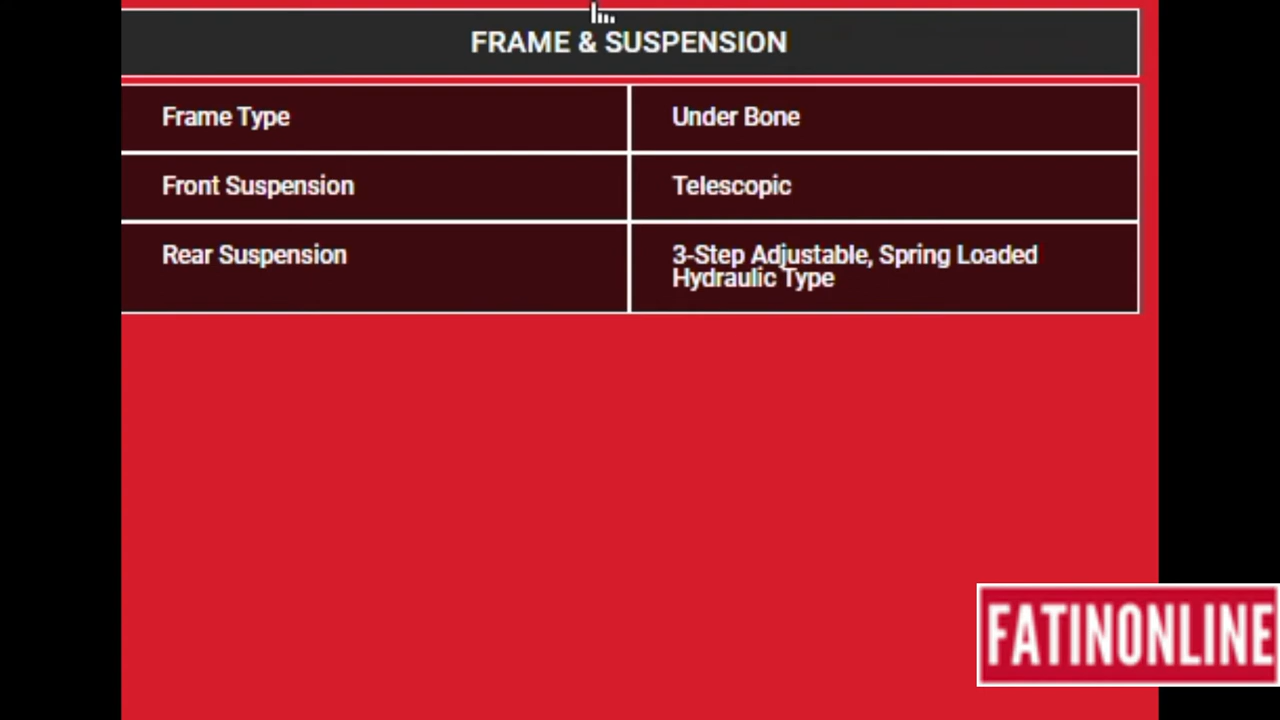 FRAME & SUSPENSION
Frame Type
Under Bone
Front Suspension
Telescopic
Rear Suspension
3-Step Adjustable, Spring Loaded
Hydraulic Type
FATINONLINE